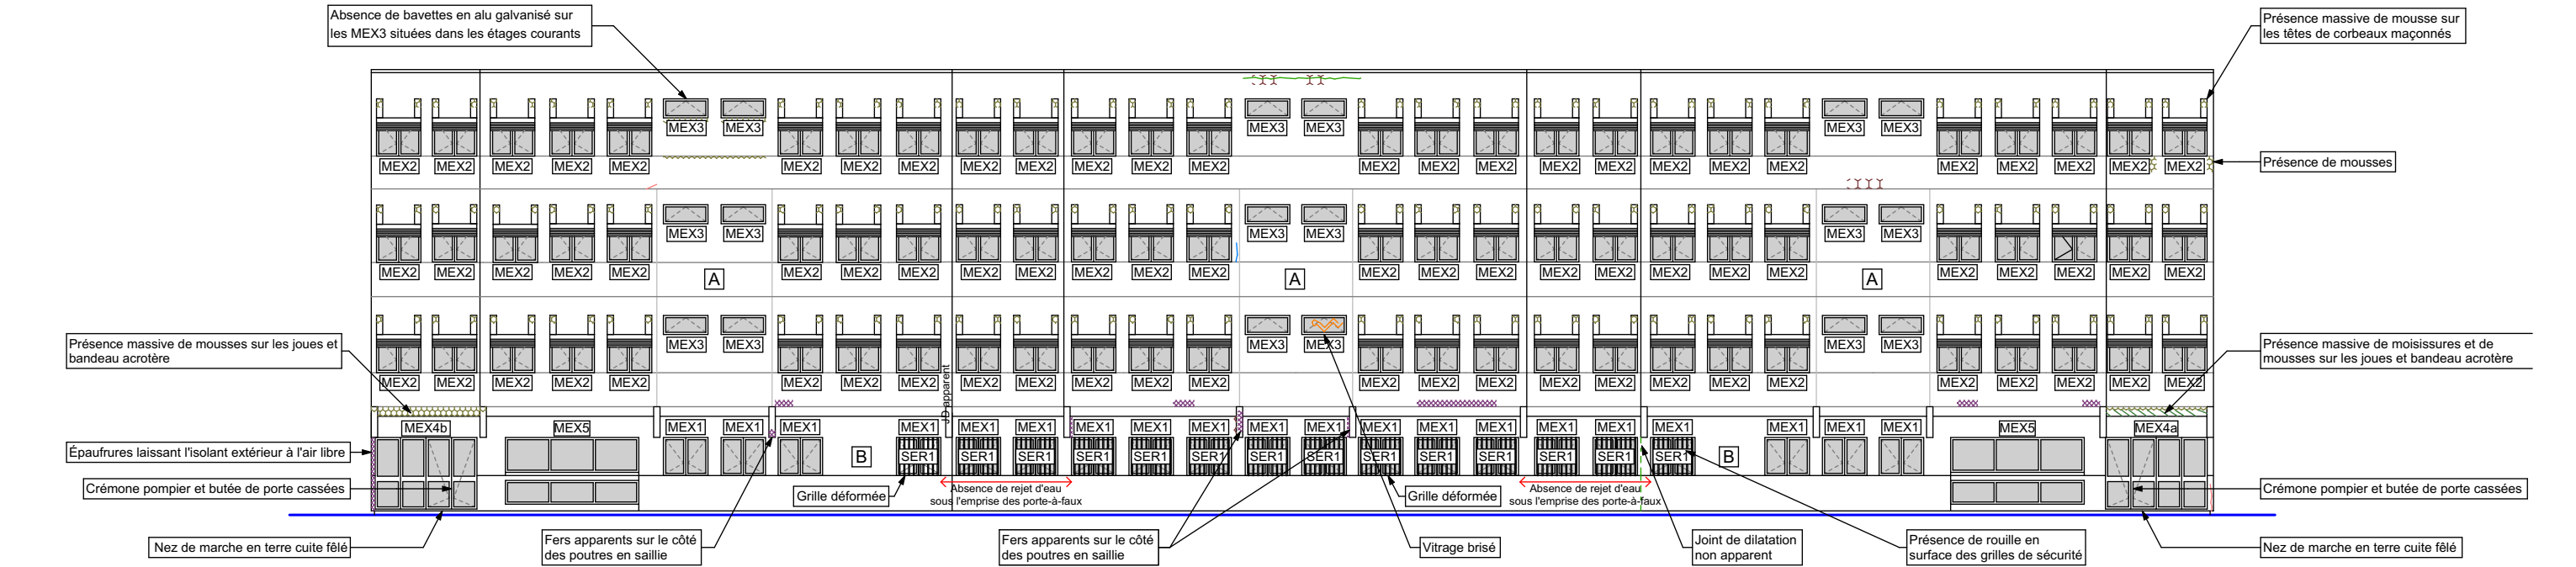 Absence de bavettes en alu galvanisé sur
les MEX3 situées dans les étages courants
Présence massive de mousse sur
les têtes de corbeaux maçonnés
MEX3 MEX3 MEX3 MEX3 MEX3 MEX3
MEX2 MEX2 MEX2 MEX2 MEX2 MEX2 MEX2 MEX2 MEX2 MEX2 MEX2 MEX2 MEX2 MEX2 MEX2 MEX2 MEX2 MEX2 MEX2 MEX2 MEX2 MEX2 MEX2 MEX2 MEX2 MEX2
Présence de mousses
MEX3 MEX3 MEX3 MEX3 MEX3 MEX3
MEX2 MEX2 MEX2 MEX2 MEX2 MEX2 MEX2 MEX2 MEX2 MEX2 MEX2 MEX2 MEX2 MEX2 MEX2 MEX2 MEX2 MEX2 MEX2 MEX2 MEX2 MEX2 MEX2 MEX2 MEX2 MEX2
A A A
MEX3 MEX3 MEX3 MEX3 MEX3 MEX3
MEX2 MEX2 MEX2 MEX2 MEX2 MEX2 MEX2 MEX2 MEX2 MEX2 MEX2 MEX2 MEX2 MEX2 MEX2 MEX2 MEX2 MEX2 MEX2 MEX2 MEX2 MEX2 MEX2 MEX2 MEX2 MEX2
Présence massive de mousses sur les joues et
bandeau acrotère
Présence massive de moisissures et de
mousses sur les joues et bandeau acrotère
JD apparent
MEX4b MEX5 MEX1 MEX1 MEX1 MEX1 MEX1 MEX1 MEX1 MEX1 MEX1 MEX1 MEX1 MEX1 MEX1 MEX1 MEX1 MEX1 MEX1 MEX1 MEX1 MEX1 MEX5 MEX4a
B SER1 SER1 SER1 SER1 SER1 SER1 SER1 SER1 SER1 SER1 SER1 SER1 SER1 SER1 B
Épaufrures laissant l'isolant extérieur à l'air libre
Crémone pompier et butée de porte cassées
Grille déformée
Absence de rejet d'eau
sous l'emprise des porte-à-faux
Grille déformée
Absence de rejet d'eau
sous l'emprise des porte-à-faux
Crémone pompier et butée de porte cassées
Nez de marche en terre cuite fêlé
Fers apparents sur le côté
des poutres en saillie
Fers apparents sur le côté
des poutres en saillie
Vitrage brisé
Joint de dilatation
non apparent
Présence de rouille en
surface des grilles de sécurité
Nez de marche en terre cuite fêlé